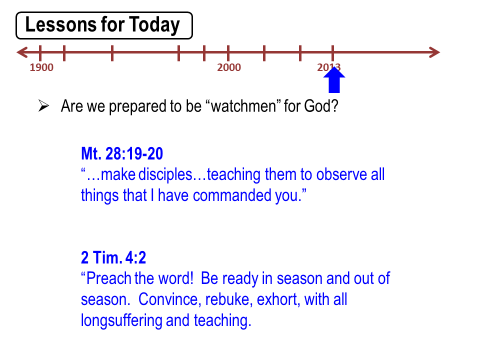 Lessons for Today
1900 2000 2013
➢ Are we prepared to be “watchmen” for God?
Mt. 28:19-20
“…make disciples…teaching them to observe all
things that I have commanded you.”
2 Tim. 4:2
“Preach the word!  Be ready in season and out of
season.  Convince, rebuke, exhort, with all
longsuffering and teaching.